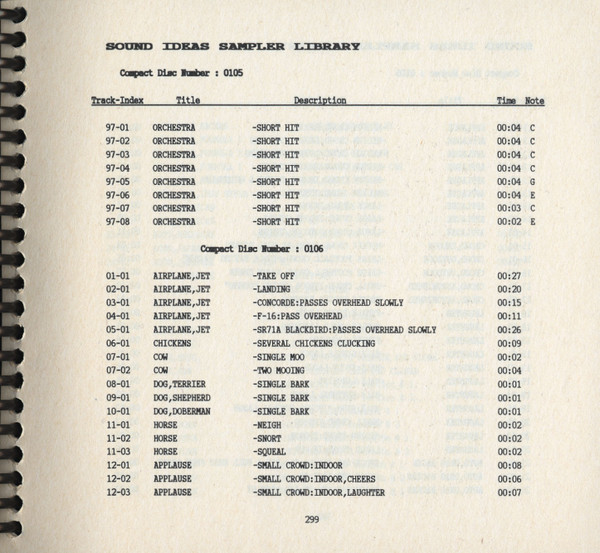 SOUND IDEAS SAMPLER LIBRARY
Compact Disc Number : 0105
Track-Index Title Description Time Note
97-01 ORCHESTRA -SHORT HIT 00:04 C
97-02 ORCHESTRA -SHORT HIT 00:04 C
97-03 ORCHESTRA -SHORT HIT 00:04 C
97-04 ORCHESTRA -SHORT HIT 00:04 C
97-05 ORCHESTRA -SHORT HIT 00:04 G
97-06 ORCHESTRA -SHORT HIT 00:04 E
97-07 ORCHESTRA -SHORT HIT 00:03 C
97-08 ORCHESTRA -SHORT HIT 00:02 E
Compact Disc Number : 0106
01-01 AIRPLANE,JET -TAKE OFF 00:27
02-01 AIRPLANE,JET -LANDING 00:20
03-01 AIRPLANE,JET -CONCORDE:PASSES OVERHEAD SLOWLY 00:15
04-01 AIRPLANE,JET -F-16:PASS OVERHEAD 00:11
05-01 AIRPLANE,JET -SR71A BLACKBIRD:PASSES OVERHEAD SLOWLY 00:26
06-01 CHICKENS -SEVERAL CHICKENS CLUCKING 00:09
07-01 COW -SINGLE MOO 00:02
07-02 COW -TWO MOOING 00:04
08-01 DOG,TERRIER -SINGLE BARK 00:01
09-01 DOG,SHEPHERD -SINGLE BARK 00:01
10-01 DOG,DOBERMAN -SINGLE BARK 00:01
11-01 HORSE -NEIGH 00:02
11-02 HORSE -SNORT 00:02
11-03 HORSE -SQUEAL 00:02
12-01 APPLAUSE -SMALL CROWD:INDOOR 00:08
12-02 APPLAUSE -SMALL CROWD:INDOOR,CHEERS 00:06
12-03 APPLAUSE -SMALL CROWD:INDOOR,LAUGHTER 00:07
299